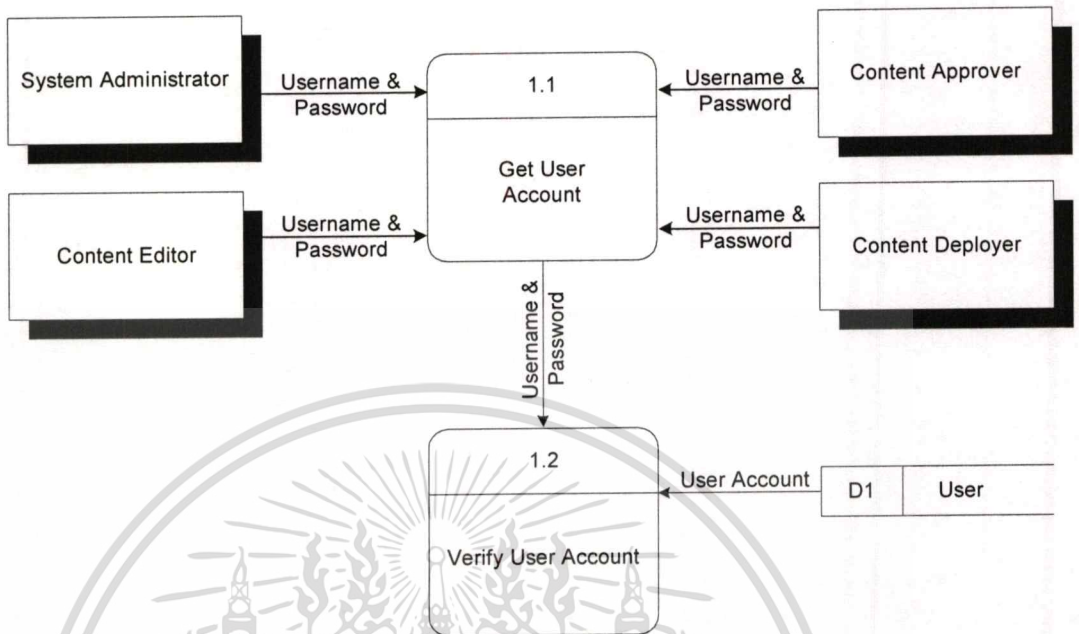 System Administrator
Username &
Password
1.1
Get User
Account
Username &
Password
Content Approver
Content Editor
Username &
Password
Username &
Password
Content Deployer
Username &
Password
1.2
Verify User Account
User Account
D1
User